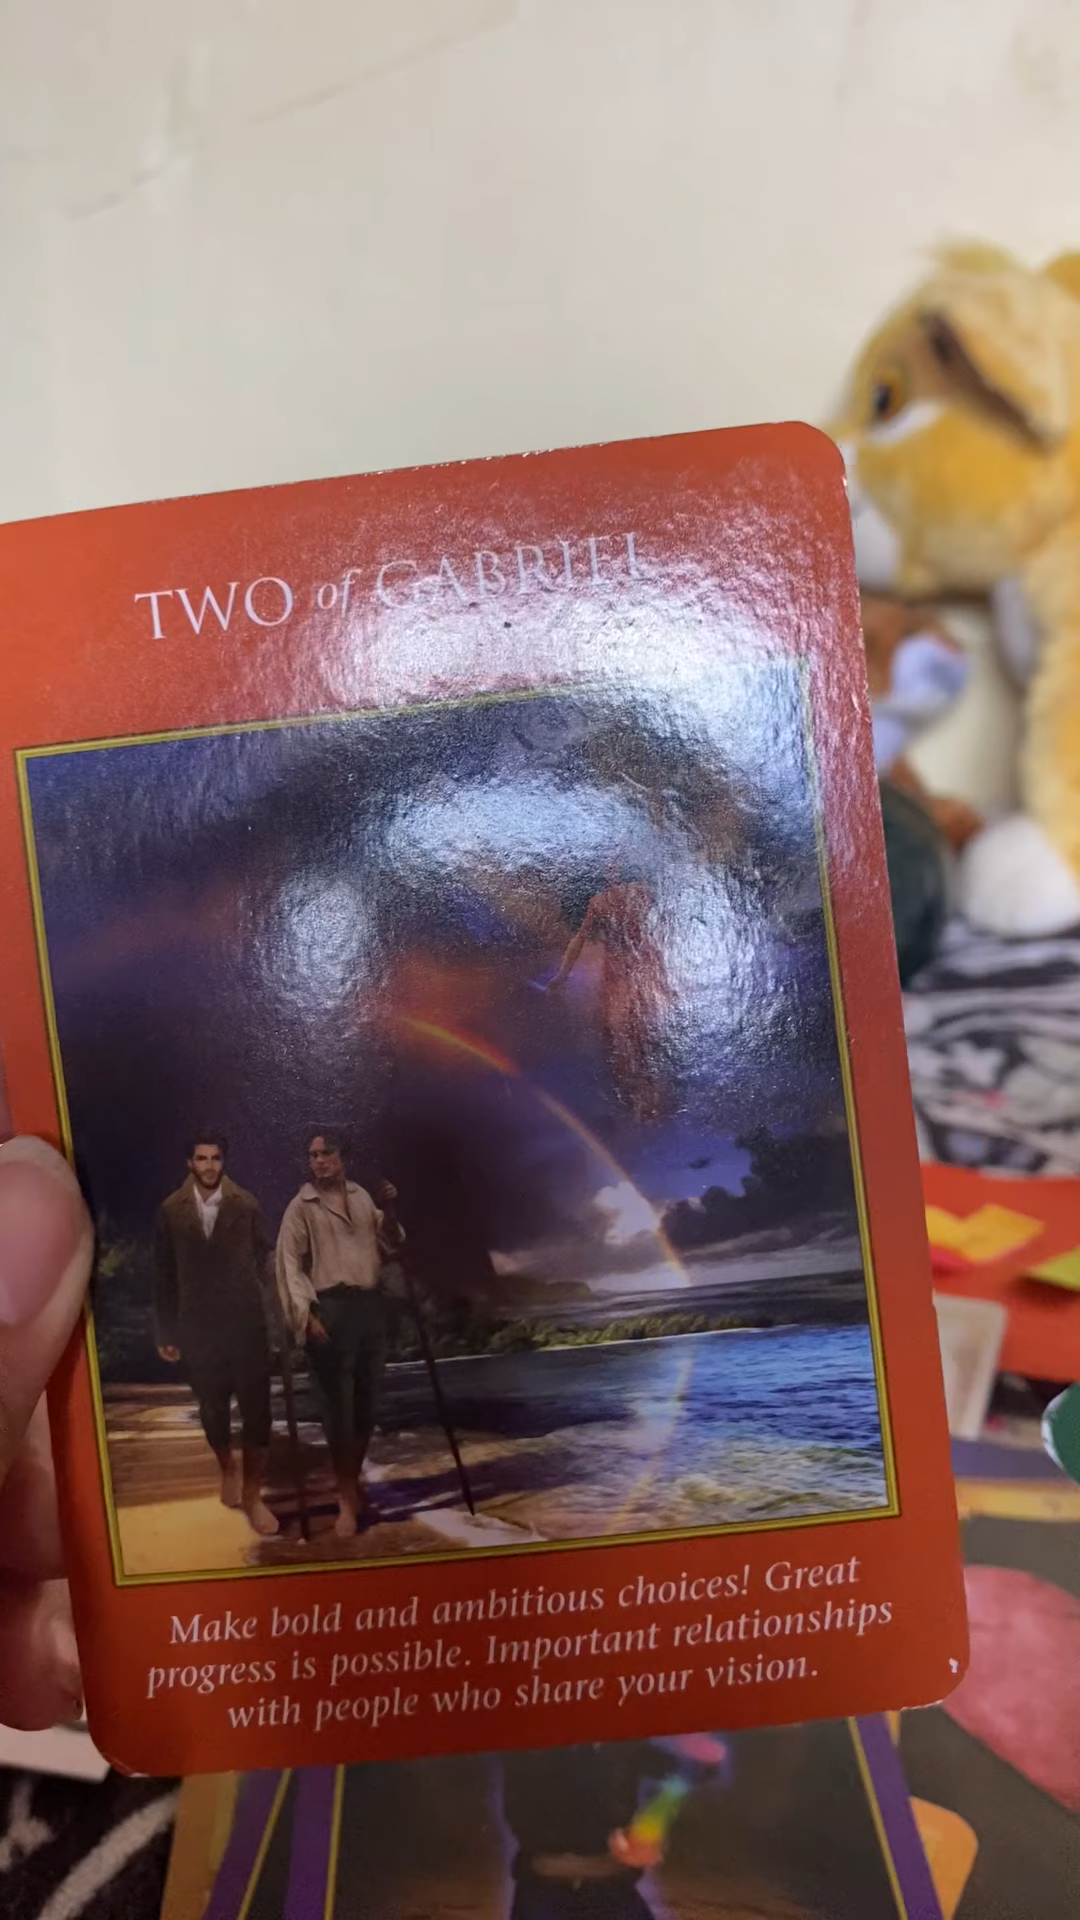 TWO of GABRIEL
Make bold and ambitious choices! Great
progress is possible. Important relationships
with people who share your vision.